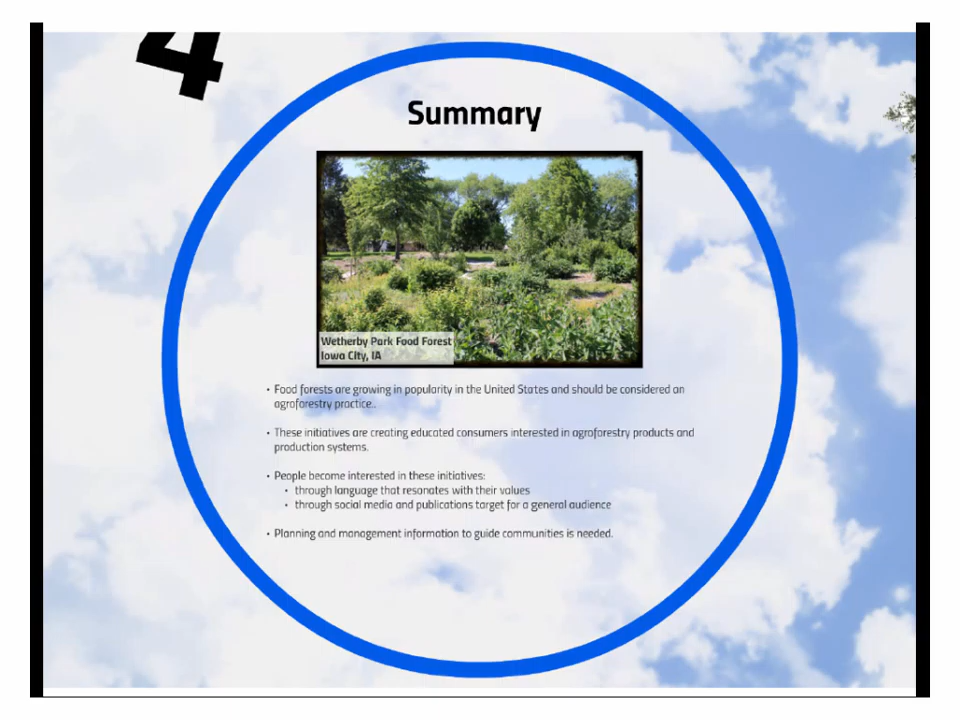 4
Summary
Wetherby Park Food Forest
Iowa City, IA
• Food forests are growing in popularity in the United States and should be considered an
agroforestry practice..
• These initiatives are creating educated consumers interested in agroforestry products and
production systems.
• People become interested in these initiatives:
• through language that resonates with their values
• through social media and publications target for a general audience
• Planning and management information to guide communities is needed.